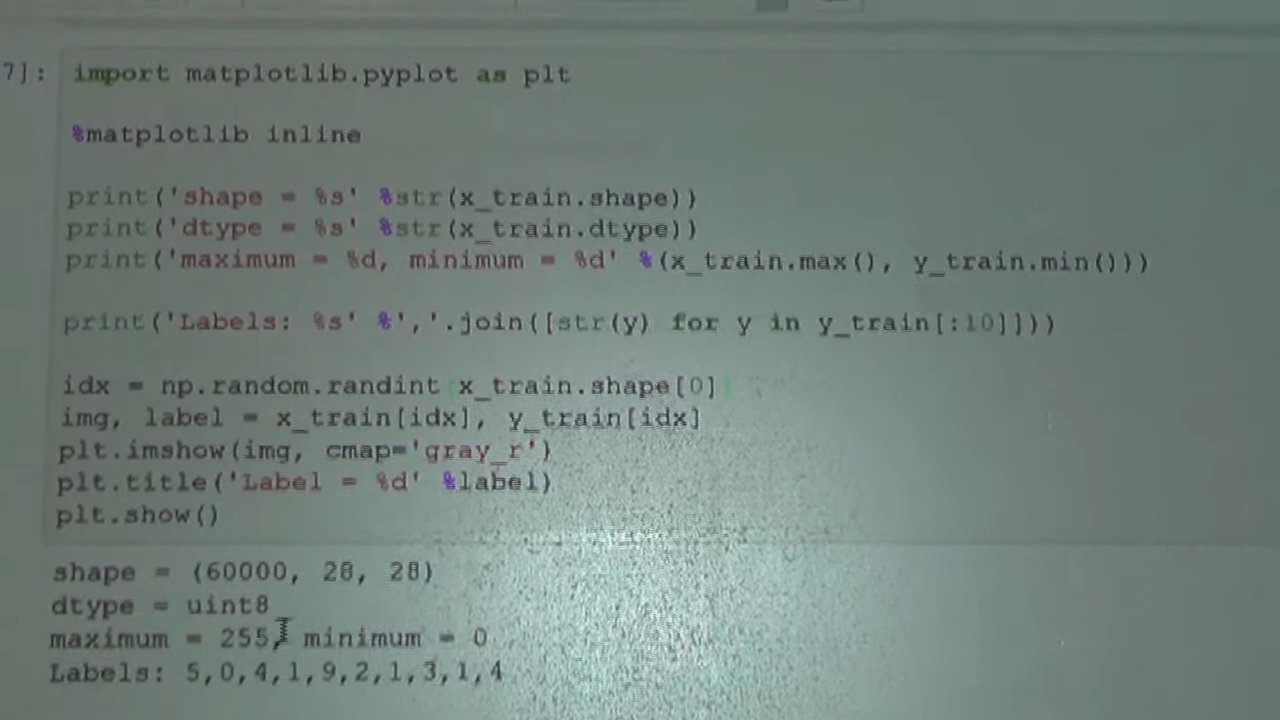 7]:
import matplotlib.pyplot as plt
%matplotlib inline
print('shape = %s' %str(x_train.shape))
print('dtype = %s' %str(x_train.dtype))
print('maximum = %d, minimum = %d' %(x_train.max(), y_train.min()))
print('Labels: %s' %','.join([str(y) for y in y_train[:10]]))
idx = np.random.randint(x_train.shape[0])
img, label = x_train[idx], y_train[idx]
plt.imshow(img, cmap='gray_r')
plt.title('Label = %d' %label)
plt.show()
shape = (60000, 28, 28)
dtype = uint8
maximum = 255, minimum = 0
Labels: 5,0,4,1,9,2,1,3,1,4